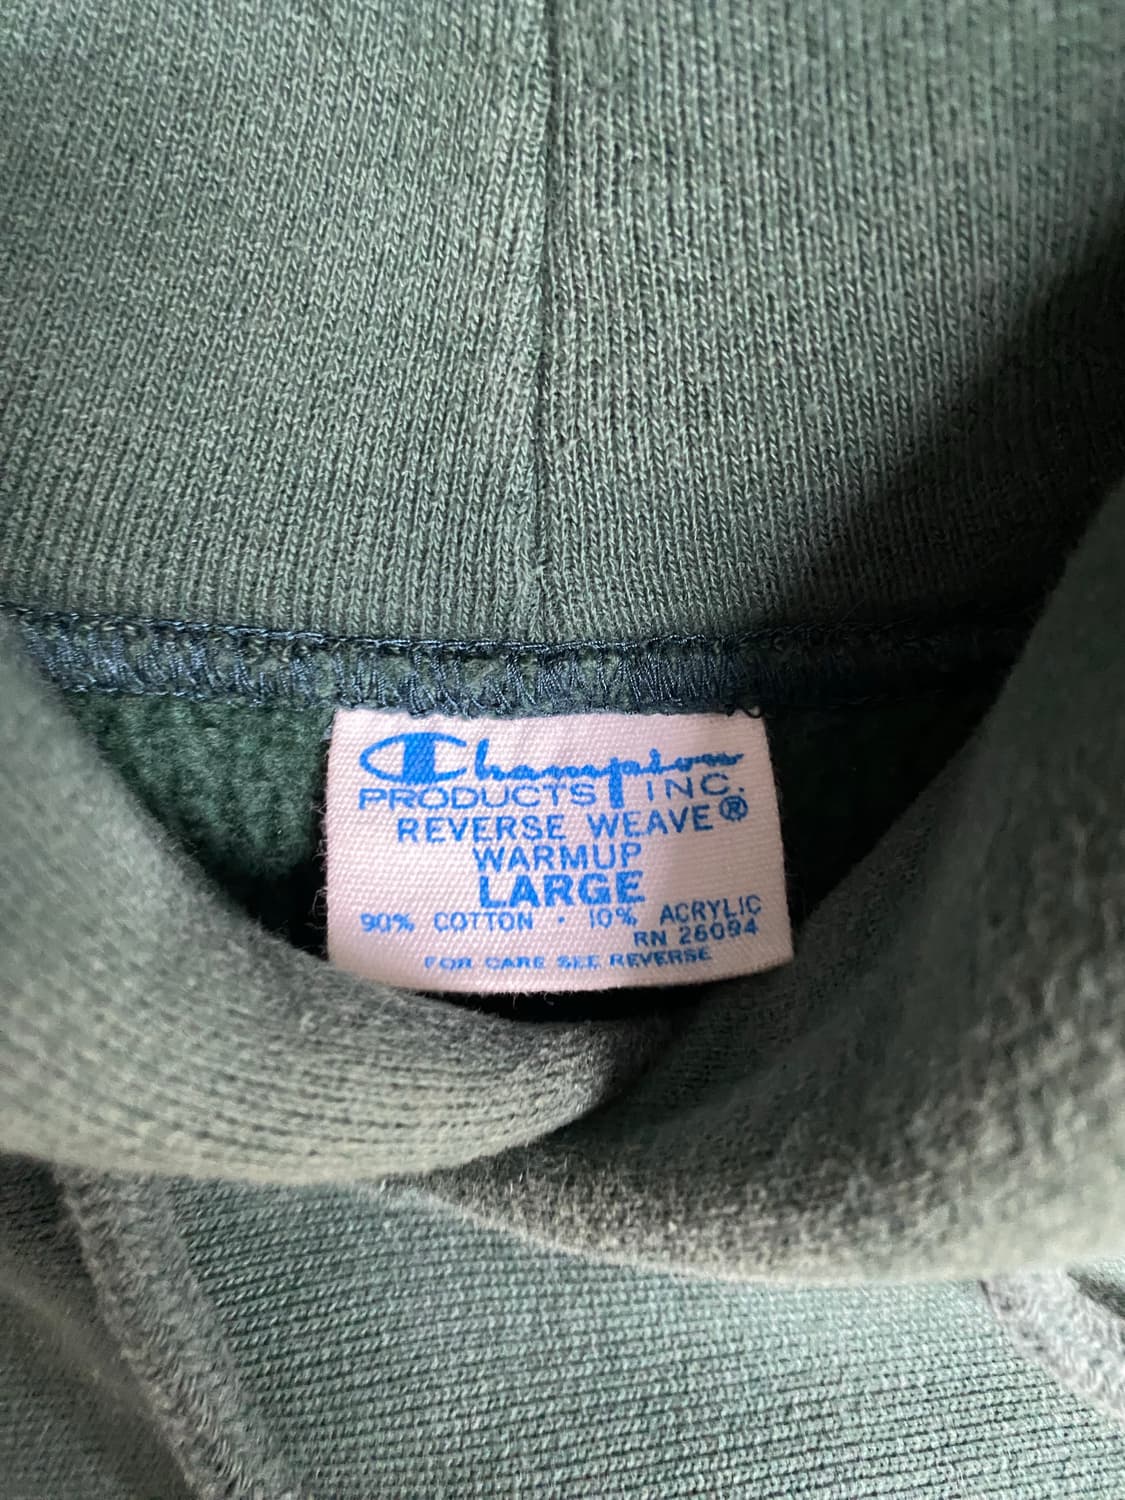 Champion
PRODUCTS INC.
REVERSE WEAVE®
WARMUP
LARGE
90% COTTON · 10% ACRYLIC
RN 26094
FOR CARE SEE REVERSE